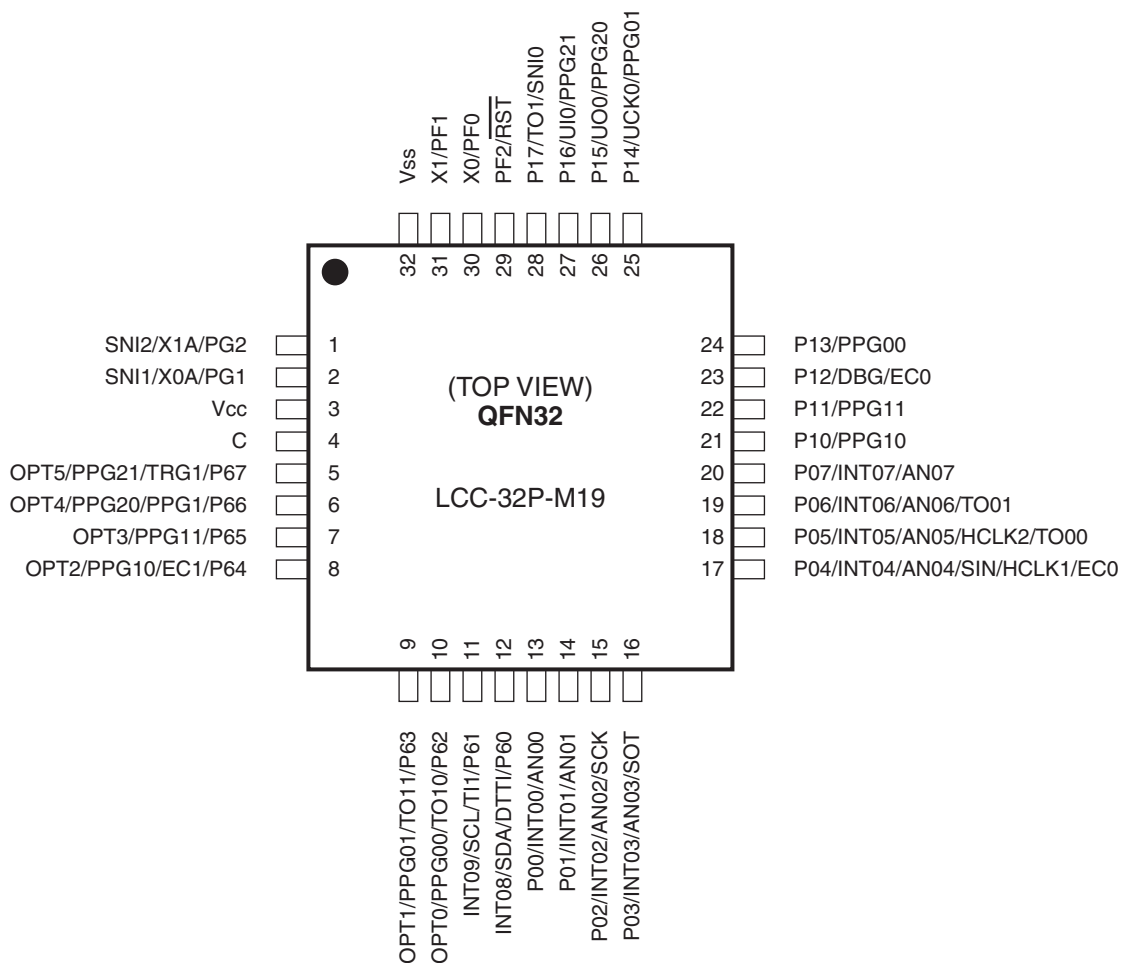 Vss
X1/PF1
X0/PF0
PF2/RST
P17/TO1/SNI0
P16/UI0/PPG21
P15/UO0/PPG20
P14/UCK0/PPG01
32
31
30
29
28
27
26
25
SNI2/X1A/PG2
1
SNI1/X0A/PG1
2
Vcc
3
C
4
OPT5/PPG21/TRG1/P67
5
OPT4/PPG20/PPG1/P66
6
OPT3/PPG11/P65
7
OPT2/PPG10/EC1/P64
8
(TOP VIEW)
QFN32
LCC-32P-M19
24
P13/PPG00
23
P12/DBG/EC0
22
P11/PPG11
21
P10/PPG10
20
P07/INT07/AN07
19
P06/INT06/AN06/TO01
18
P05/INT05/AN05/HCLK2/TO00
17
P04/INT04/AN04/SIN/HCLK1/EC0
9
10
11
12
13
14
15
16
OPT1/PPG01/TO11/P63
OPT0/PPG00/TO10/P62
INT09/SCL/TI1/P61
INT08/SDA/DTTI/P60
P00/INT00/AN00
P01/INT01/AN01
P02/INT02/AN02/SCK
P03/INT03/AN03/SOT